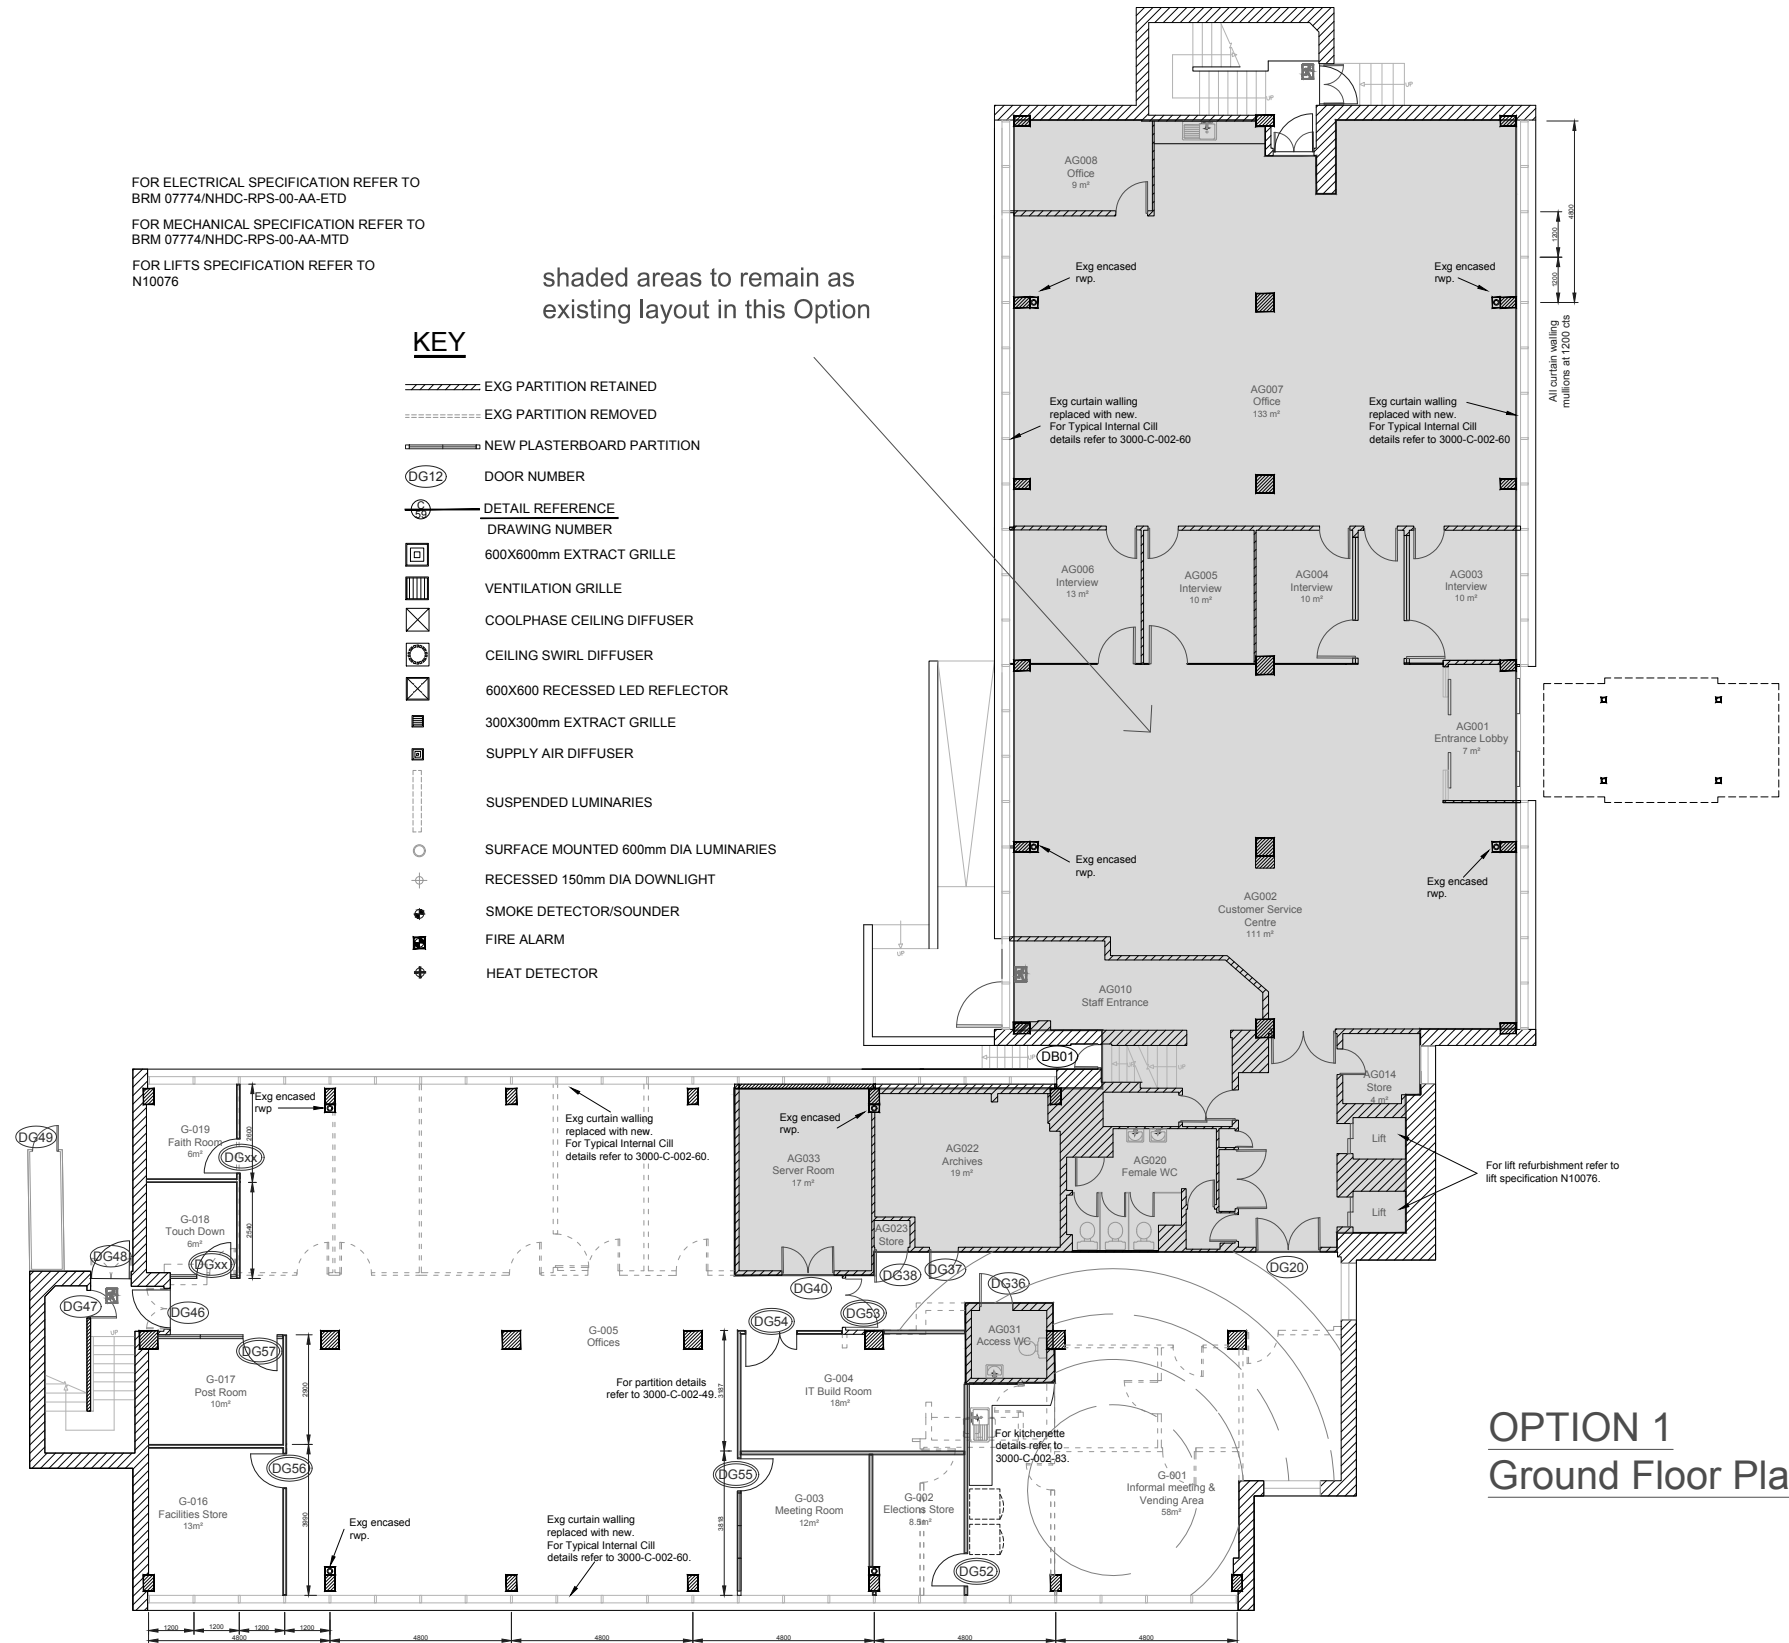 FOR ELECTRICAL SPECIFICATION REFER TO
BRM 07774/NHDC-RPS-00-AA-ETD
FOR MECHANICAL SPECIFICATION REFER TO
BRM 07774/NHDC-RPS-00-AA-MTD
FOR LIFTS SPECIFICATION REFER TO
N10076
shaded areas to remain as
existing layout in this Option
KEY
EXG PARTITION RETAINED
EXG PARTITION REMOVED
NEW PLASTERBOARD PARTITION
DG12
DOOR NUMBER
C
59
DETAIL REFERENCE
DRAWING NUMBER
600X600mm EXTRACT GRILLE
VENTILATION GRILLE
COOLPHASE CEILING DIFFUSER
CEILING SWIRL DIFFUSER
600X600 RECESSED LED REFLECTOR
300X300mm EXTRACT GRILLE
SUPPLY AIR DIFFUSER
SUSPENDED LUMINARIES
SURFACE MOUNTED 600mm DIA LUMINARIES
RECESSED 150mm DIA DOWNLIGHT
SMOKE DETECTOR/SOUNDER
FIRE ALARM
HEAT DETECTOR
UP
UP
AG008
Office
9 m²
4800
1200
1200
All curtain walling
mullions at 1200 cts
Exg encased
rwp.
Exg encased
rwp.
AG007
Office
133 m²
Exg curtain walling
replaced with new.
For Typical Internal Cill
details refer to 3000-C-002-60
Exg curtain walling
replaced with new.
For Typical Internal Cill
details refer to 3000-C-002-60
AG006
Interview
13 m²
AG005
Interview
10 m²
AG004
Interview
10 m²
AG003
Interview
10 m²
AG001
Entrance Lobby
7 m²
Exg encased
rwp.
Exg encased
rwp.
AG002
Customer Service
Centre
111 m²
UP
AG010
Staff Entrance
UP
DB01
UP
UP
AG014
Store
4 m²
Lift
Lift
For lift refurbishment refer to
lift specification N10076.
AG020
Female WC
AG022
Archives
19 m²
AG023
Store
AG033
Server Room
17 m²
Exg encased
rwp.
Exg curtain walling
replaced with new.
For Typical Internal Cill
details refer to 3000-C-002-60.
Exg encased
rwp
G-019
Faith Room
6m²
DGxx
2600
G-018
Touch Down
6m²
DGxx
2540
DG49
DG48
DG47
DG46
UP
DG57
G-017
Post Room
10m²
2900
DG56
G-016
Facilities Store
13m²
3990
Exg encased
rwp.
G-005
Offices
For partition details
refer to 3000-C-002-49.
3187
DG54
DG40
DG53
DG38
DG37
DG36
DG20
AG031
Access WC
G-004
IT Build Room
18m²
DG55
G-003
Meeting Room
12m²
3818
G-002
Elections Store
8.5m²
DG52
For kitchenette
details refer to
3000-C-002-83.
G-001
Informal meeting &
Vending Area
58m²
Exg curtain walling
replaced with new.
For Typical Internal Cill
details refer to 3000-C-002-60.
1200
1200
1200
1200
4800
4800
4800
4800
4800
4800
OPTION 1
Ground Floor Pla